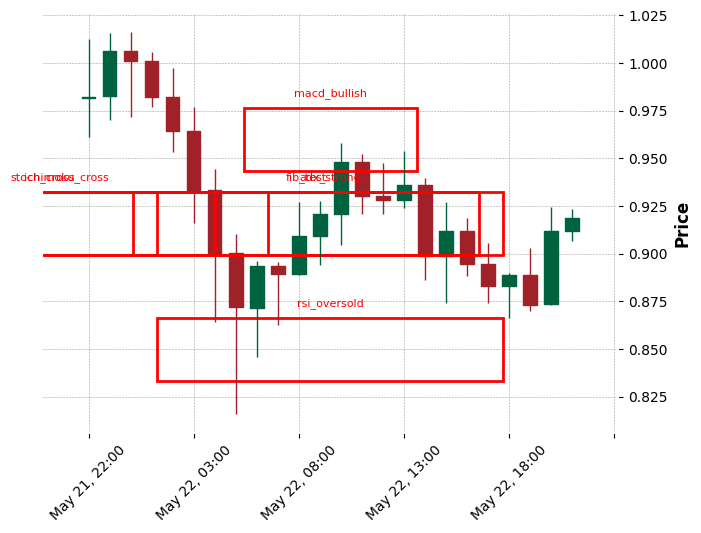 1.025
1.000
macd_bullish
0.975
0.950
0.925
Price
0.900
rsi_oversold
0.875
0.850
0.825
May 21, 22:00
May 22, 03:00
May 22, 08:00
May 22, 13:00
May 22, 18:00